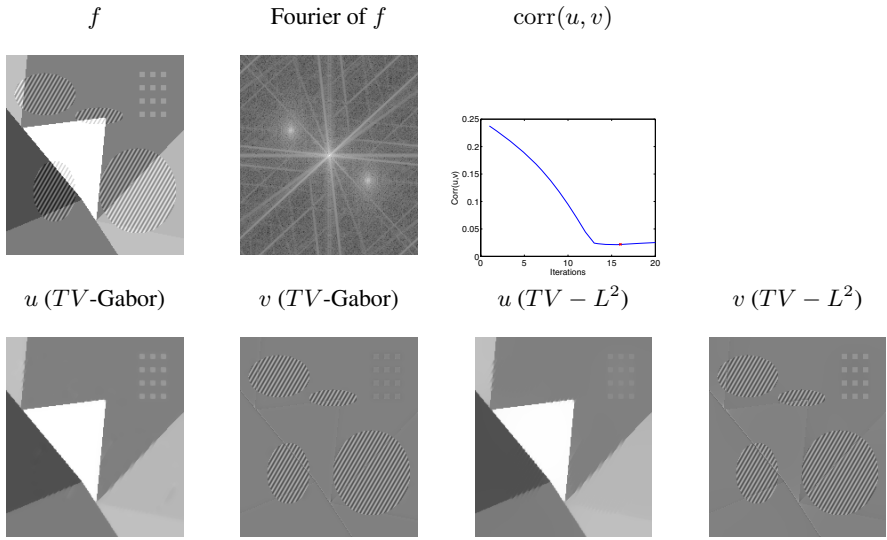 f Fourier of f corr(u, v)
0.25
0.2
0.15
0.1
0.05
0
Corr(u,v)
0 5 10 15 20
Iterations
u (TV-Gabor) v (TV-Gabor) u (TV − L²) v (TV − L²)